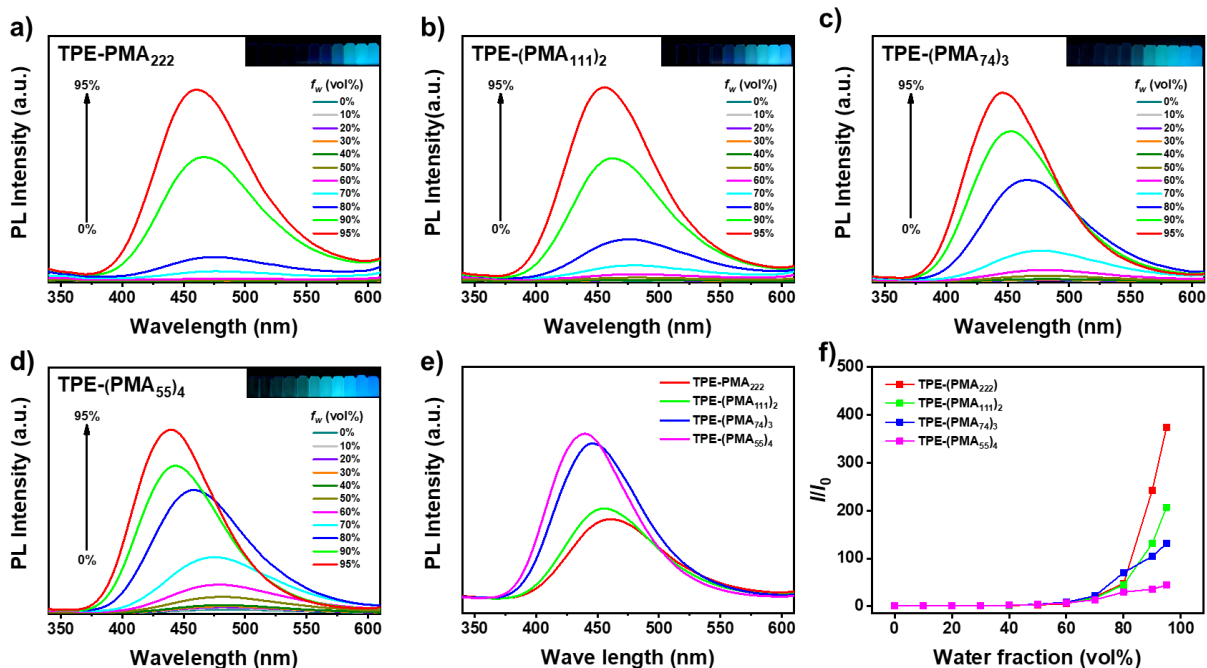 a)
TPE-PMA222
PL Intensity (a.u.)
95%
0%
fw (vol%)
0%
10%
20%
30%
40%
50%
60%
70%
80%
90%
95%
350 400 450 500 550 600
Wavelength (nm)
b)
TPE-(PMA111)2
PL Intensity(a.u.)
95%
0%
fw (vol%)
0%
10%
20%
30%
40%
50%
60%
70%
80%
90%
95%
350 400 450 500 550 600
Wavelength (nm)
c)
TPE-(PMA74)3
PL Intensity (a.u.)
95%
0%
fw (vol%)
0%
10%
20%
30%
40%
50%
60%
70%
80%
90%
95%
350 400 450 500 550 600
Wavelength (nm)
d)
TPE-(PMA55)4
PL Intensity (a.u.)
95%
0%
fw (vol%)
0%
10%
20%
30%
40%
50%
60%
70%
80%
90%
95%
350 400 450 500 550 600
Wavelength (nm)
e)
PL Intensity (a.u.)
TPE-PMA222
TPE-(PMA111)2
TPE-(PMA74)3
TPE-(PMA55)4
350 400 450 500 550 600
Wave length (nm)
f)
I/I0
500
400
300
200
100
0
TPE-(PMA222)
TPE-(PMA111)2
TPE-(PMA74)3
TPE-(PMA55)4
0 20 40 60 80 100
Water fraction (vol%)